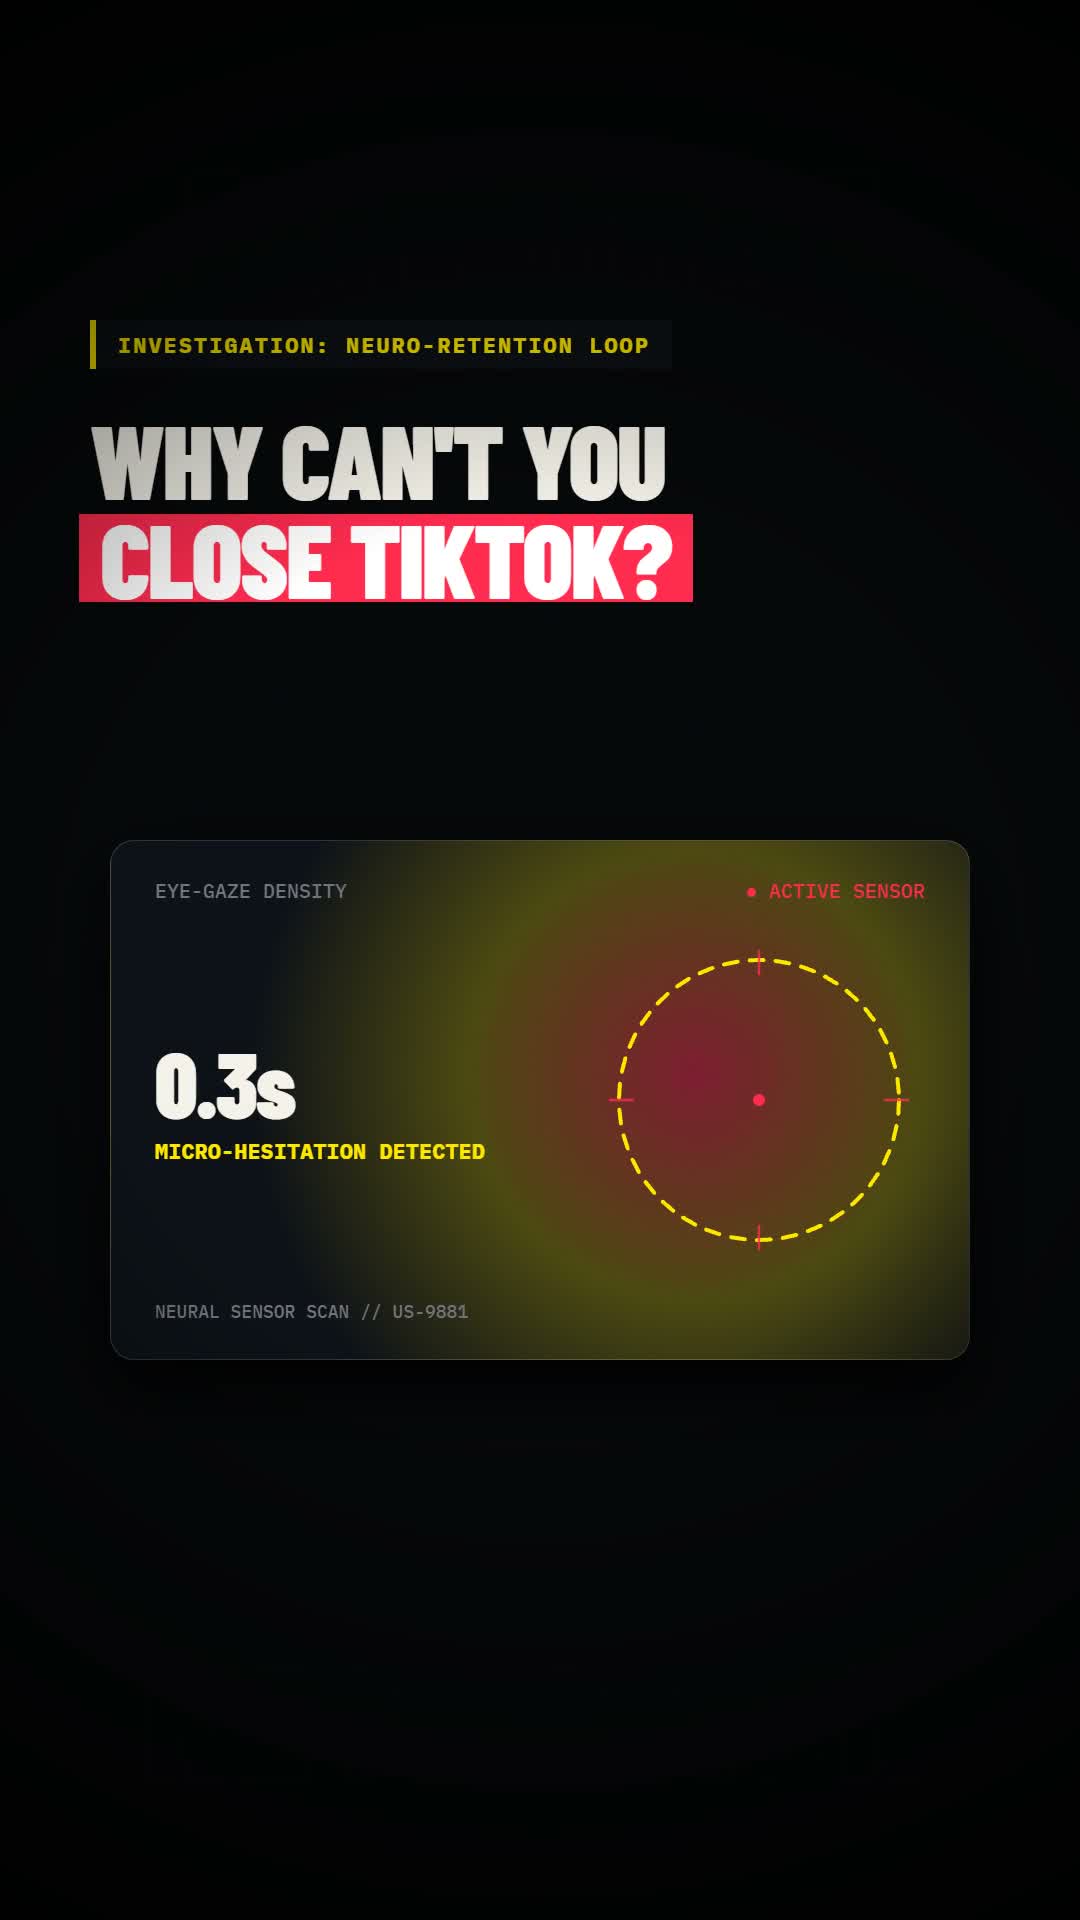 INVESTIGATION: NEURO-RETENTION LOOP
WHY CAN'T YOU
CLOSE TIKTOK?
EYE-GAZE DENSITY
ACTIVE SENSOR
0.3s
MICRO-HESITATION DETECTED
NEURAL SENSOR SCAN // US-9881